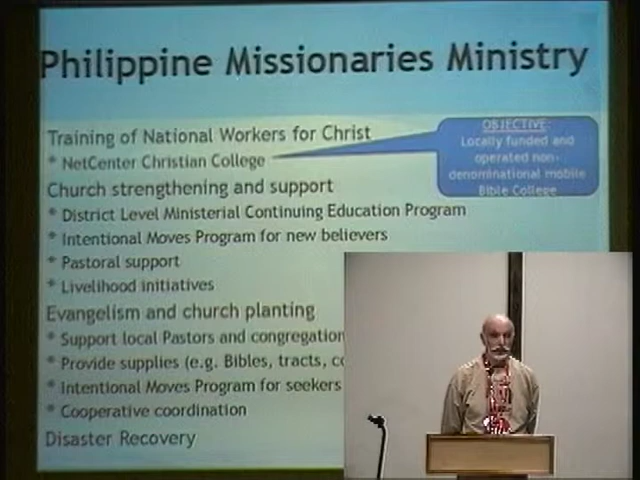 Philippine Missionaries Ministry
Training of National Workers for Christ
* NetCenter Christian College
OBJECTIVE
Locally funded and
operated non-
denominational mobile
Bible College
Church strengthening and support
* District Level Ministerial Continuing Education Program
* Intentional Moves Program for new believers
* Pastoral support
* Livelihood initiatives
Evangelism and church planting
* Support local Pastors and congregation
* Provide supplies (e.g. Bibles, tracts,
* Intentional Moves Program for seekers
* Cooperative coordination
Disaster Recovery